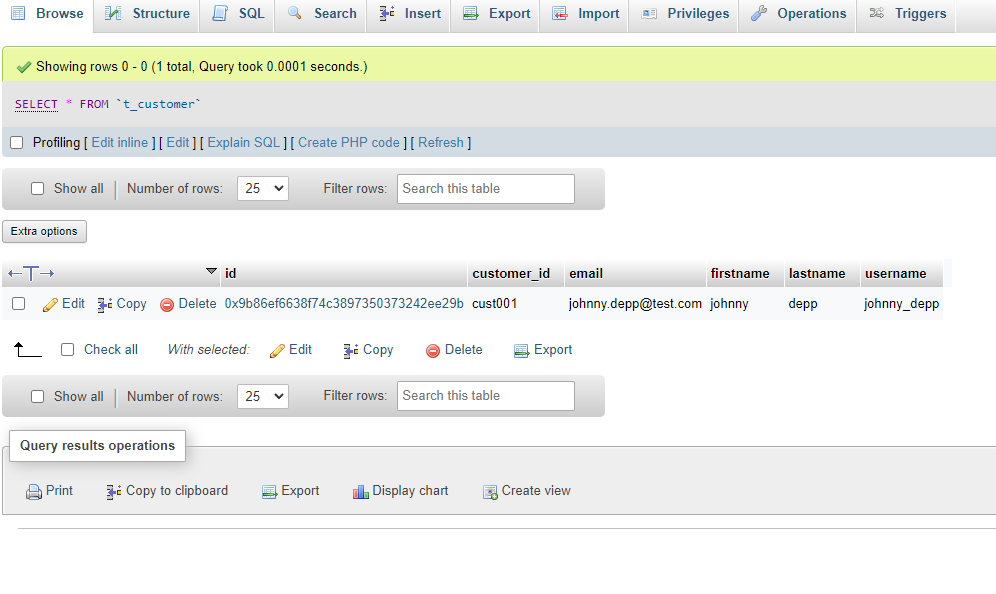 Browse Structure SQL Search Insert Export Import Privileges Operations Triggers
Showing rows 0 - 0 (1 total, Query took 0.0001 seconds.)
SELECT * FROM `t_customer`
Profiling [ Edit inline ] [ Edit ] [ Explain SQL ] [ Create PHP code ] [ Refresh ]
Show all Number of rows: 25 Filter rows: Search this table
Extra options
←T→ id customer_id email firstname lastname username
Edit Copy Delete 0x9b86ef6638f74c3897350373242ee29b cust001 johnny.depp@test.com johnny depp johnny_depp
Check all With selected: Edit Copy Delete Export
Show all Number of rows: 25 Filter rows: Search this table
Query results operations
Print Copy to clipboard Export Display chart Create view